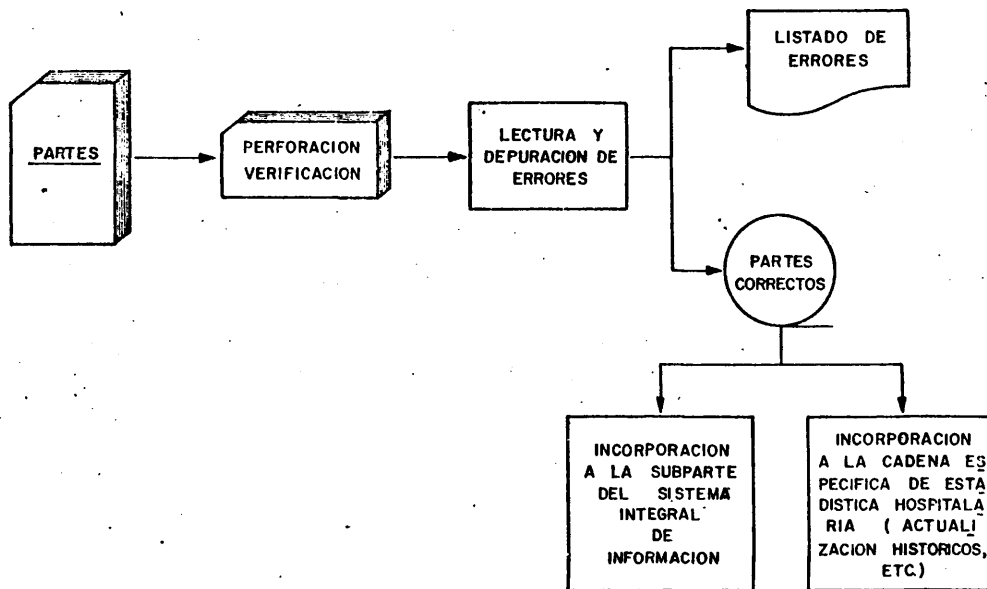 PARTES
PERFORACION
VERIFICACION
LECTURA Y
DEPURACION DE
ERRORES
LISTADO DE
ERRORES
PARTES
CORRECTOS
INCORPORACION
A LA SUBPARTE
DEL SISTEMA
INTEGRAL
DE
INFORMACION
INCORPORACION
A LA CADENA ES
PECIFICA DE ESTA
DISTICA HOSPITALA
RIA ( ACTUALI
ZACION HISTORICOS,
ETC.)